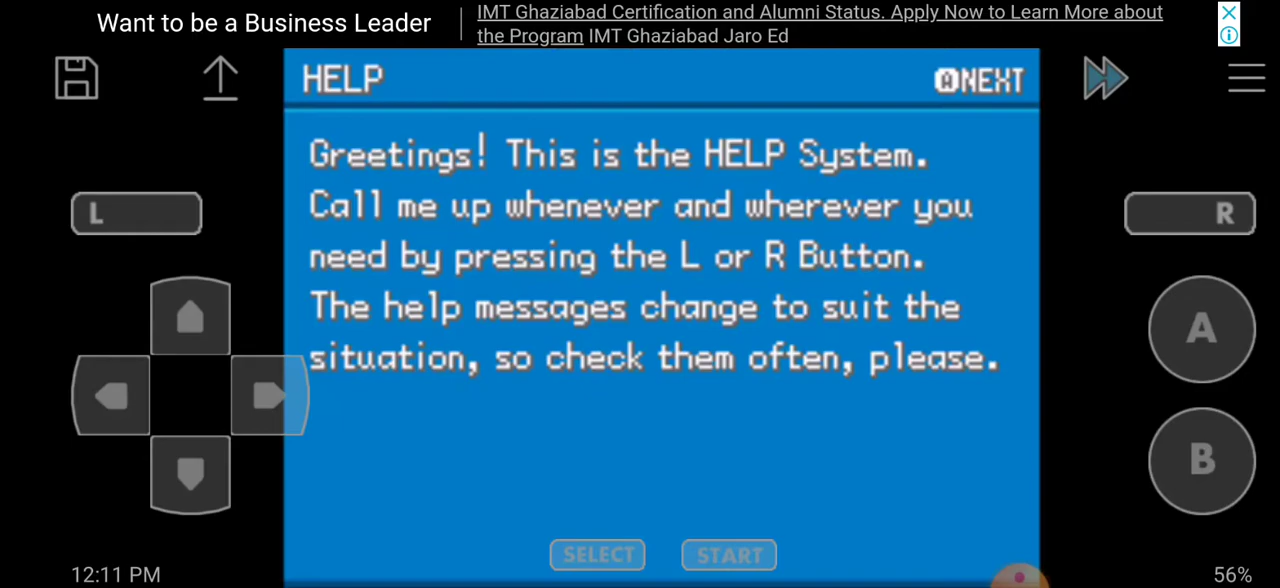 Want to be a Business Leader
IMT Ghaziabad Certification and Alumni Status. Apply Now to Learn More about
the Program IMT Ghaziabad Jaro Ed
HELP
A NEXT
L
R
Greetings! This is the HELP System.
Call me up whenever and wherever you
need by pressing the L or R Button.
The help messages change to suit the
situation, so check them often, please.
A
B
SELECT
START
12:11 PM
56%